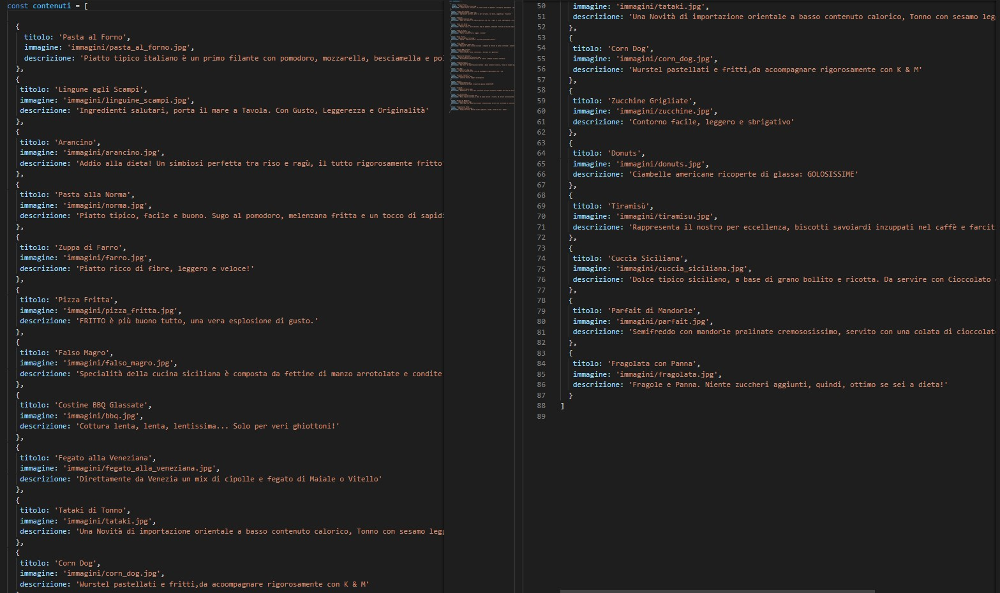 const contenuti = [
{
titolo: 'Pasta al Forno',
immagine: 'immagini/pasta_al_forno.jpg',
descrizione: 'Piatto tipico italiano è un primo filante con pomodoro, mozzarella, besciamella e
},
{
titolo: 'Lingune agli Scampi',
immagine: 'immagini/linguine_scampi.jpg',
descrizione: 'Ingredienti salutari, porta il mare a Tavola. Con Gusto, Leggerezza e Originalità'
},
{
titolo: 'Arancino',
immagine: 'immagini/arancino.jpg',
descrizione: 'Addio alla dieta! Un simbiosi perfetta tra riso e ragù, il tutto rigorosamente fritto'
},
{
titolo: 'Pasta alla Norma',
immagine: 'immagini/norma.jpg',
descrizione: 'Piatto tipico, facile e buono. Sugo al pomodoro, melenzana fritta e un tocco di
},
{
titolo: 'Zuppa di Farro',
immagine: 'immagini/farro.jpg',
descrizione: 'Piatto ricco di fibre, leggero e veloce!'
},
{
titolo: 'Pizza Fritta',
immagine: 'immagini/pizza_fritta.jpg',
descrizione: 'FRITTO è più buono tutto, una vera esplosione di gusto.'
},
{
titolo: 'Falso Magro',
immagine: 'immagini/falso_magro.jpg',
descrizione: 'Specialità della cucina siciliana è composta da fettine di manzo arrotolate e condite
},
{
titolo: 'Costine BBQ Glassate',
immagine: 'immagini/bbq.jpg',
descrizione: 'Cottura lenta, lenta, lentissima... Solo per veri ghiottoni!'
},
{
titolo: 'Fegato alla Veneziana',
immagine: 'immagini/fegato_alla_veneziana.jpg',
descrizione: 'Direttamente da Venezia un mix di cipolle e fegato di Maiale o Vitello'
},
{
titolo: 'Tataki di Tonno',
immagine: 'immagini/tataki.jpg',
descrizione: 'Una Novità di importazione orientale a basso contenuto calorico, Tonno con sesamo
},
{
titolo: 'Corn Dog',
immagine: 'immagini/corn_dog.jpg',
descrizione: 'Wurstel pastellati e fritti,da acoompagnare rigorosamente con K & M'
50 immagine: 'immagini/tataki.jpg',
51 descrizione: 'Una Novità di importazione orientale a basso contenuto calorico, Tonno con sesamo
52 },
53 {
54 titolo: 'Corn Dog',
55 immagine: 'immagini/corn_dog.jpg',
56 descrizione: 'Wurstel pastellati e fritti,da acoompagnare rigorosamente con K & M'
57 },
58 {
59 titolo: 'Zucchine Grigliate',
60 immagine: 'immagini/zucchine.jpg',
61 descrizione: 'Contorno facile, leggero e sbrigativo'
62 },
63 {
64 titolo: 'Donuts',
65 immagine: 'immagini/donuts.jpg',
66 descrizione: 'Ciambelle americane ricoperte di glassa: GOLOSISSIME'
67 },
68 {
69 titolo: 'Tiramisù',
70 immagine: 'immagini/tiramisu.jpg',
71 descrizione: 'Rappresenta il nostro per eccellenza, biscotti savoiardi inzuppati nel caffè e
72 },
73 {
74 titolo: 'Cuccìa Siciliana',
75 immagine: 'immagini/cuccia_siciliana.jpg',
76 descrizione: 'Dolce tipico siciliano, a base di grano bollito e ricotta. Da servire con Cioccolato
77 },
78 {
79 titolo: 'Parfait di Mandorle',
80 immagine: 'immagini/parfait.jpg',
81 descrizione: 'Semifreddo con mandorle pralinate cremososissimo, servito con una colata di
82 },
83 {
84 titolo: 'Fragolata con Panna',
85 immagine: 'immagini/fragolata.jpg',
86 descrizione: 'Fragole e Panna. Niente zuccheri aggiunti, quindi, ottimo se sei a dieta!'
87 }
88 ]
89